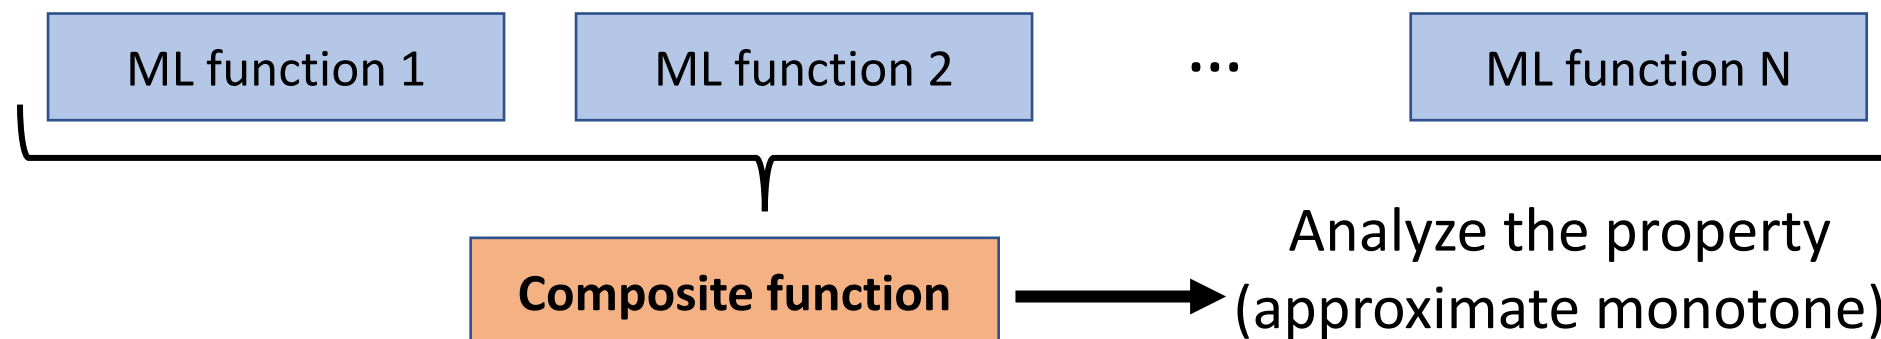 ML function 1
ML function 2
...
ML function N
Composite function
Analyze the property
(approximate monotone)